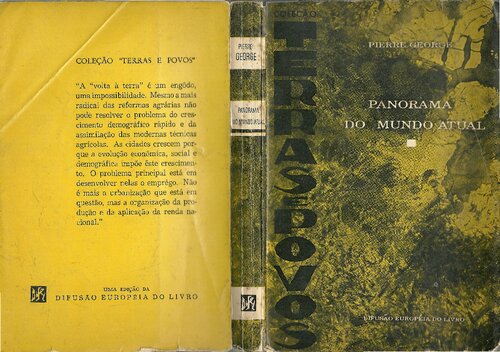 COLEÇÃO "TERRAS E POVOS"
"A "volta à terra" é um engôdo,
uma impossibilidade. Mesmo a mais
radical das reformas agrárias não
pode resolver o problema do cres-
cimento demográfico rápido e da
assimilação das modernas técnicas
agrícolas. As cidades crescem por-
que a evolução econômica, social e
demográfica impõe êste crescimen-
to. O problema principal está em
desenvolver nelas o emprêgo. Não
é mais a urbanização que está em
questão, mas a organização da pro-
dução e da aplicação da renda na-
cional."
UMA EDIÇÃO DA
DIFUSÃO EUROPÉIA DO LIVRO
PIERRE
GEORGE
PANORAMA
DO MUNDO ATUAL
COLEÇÃO
TERRAS E POVOS
PIERRE GEORGE
PANORAMA
DO MUNDO ATUAL
DIFUSÃO EUROPÉIA DO LIVRO